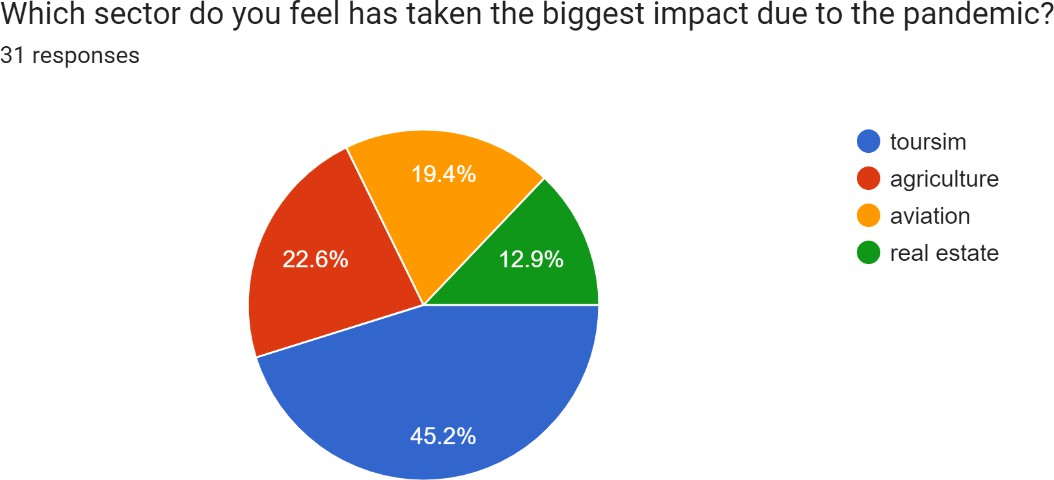 Which sector do you feel has taken the biggest impact due to the pandemic?
31 responses
19.4%
22.6%
12.9%
45.2%
toursim
agriculture
aviation
real estate